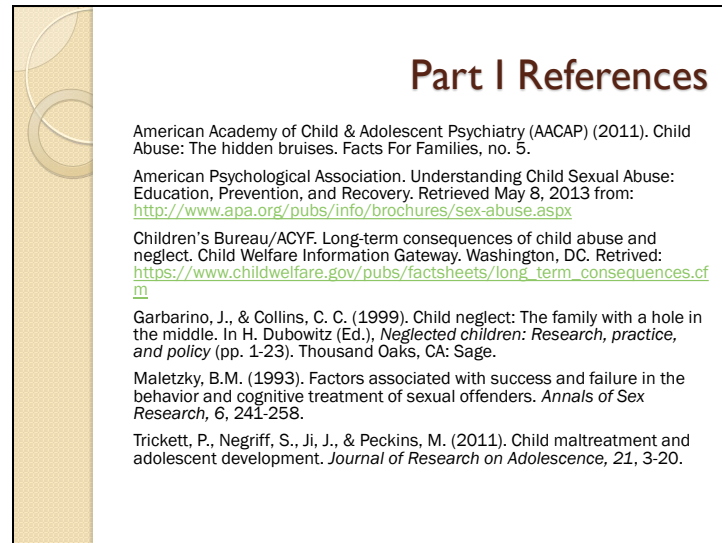 Part I References
American Academy of Child & Adolescent Psychiatry (AACAP) (2011). Child
Abuse: The hidden bruises. Facts For Families, no. 5.
American Psychological Association. Understanding Child Sexual Abuse:
Education, Prevention, and Recovery. Retrieved May 8, 2013 from:
http://www.apa.org/pubs/info/brochures/sex-abuse.aspx
Children’s Bureau/ACYF. Long-term consequences of child abuse and
neglect. Child Welfare Information Gateway. Washington, DC. Retrived:
https://www.childwelfare.gov/pubs/factsheets/long_term_consequences.cf
m
Garbarino, J., & Collins, C. C. (1999). Child neglect: The family with a hole in
the middle. In H. Dubowitz (Ed.), Neglected children: Research, practice,
and policy (pp. 1-23). Thousand Oaks, CA: Sage.
Maletzky, B.M. (1993). Factors associated with success and failure in the
behavior and cognitive treatment of sexual offenders. Annals of Sex
Research, 6, 241-258.
Trickett, P., Negriff, S., Ji, J., & Peckins, M. (2011). Child maltreatment and
adolescent development. Journal of Research on Adolescence, 21, 3-20.